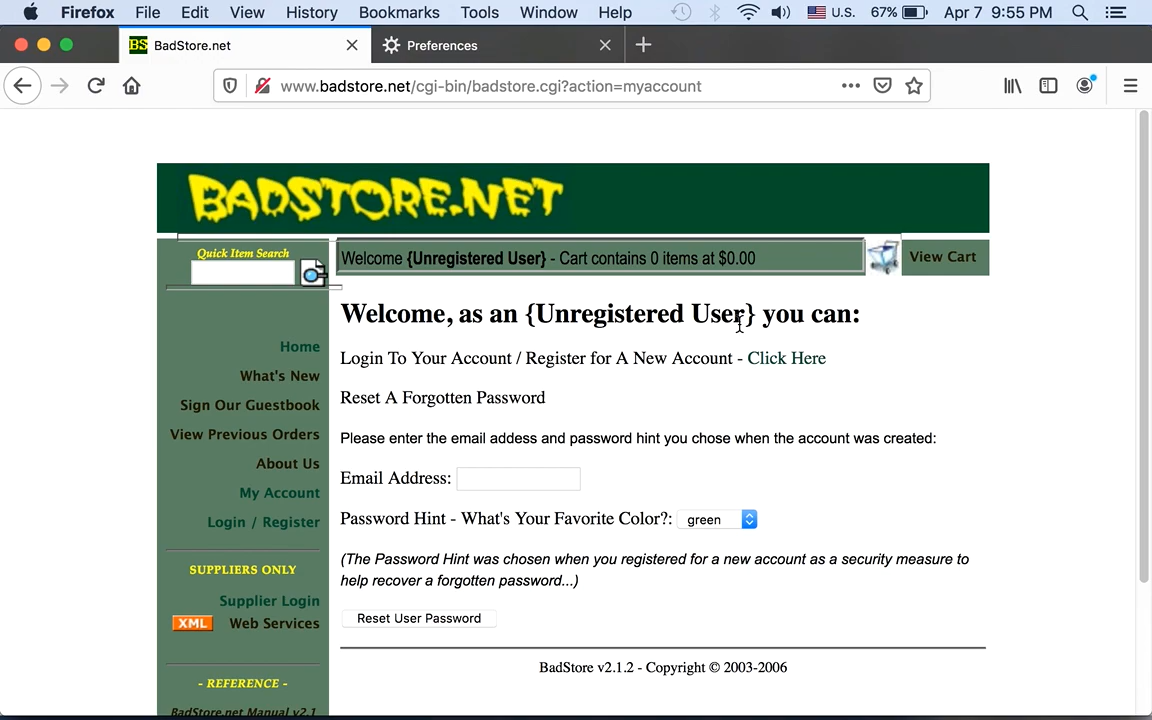 Firefox File Edit View History Bookmarks Tools Window Help U.S. 67% Apr 7 9:55 PM
BS BadStore.net Preferences
www.badstore.net/cgi-bin/badstore.cgi?action=myaccount
BADSTORE.NET
Quick Item Search
Welcome {Unregistered User} - Cart contains 0 items at $0.00
View Cart
Welcome, as an {Unregistered User} you can:
Login To Your Account / Register for A New Account - Click Here
Reset A Forgotten Password
Please enter the email addess and password hint you chose when the account was created:
Email Address:
Password Hint - What's Your Favorite Color?: green
(The Password Hint was chosen when you registered for a new account as a security measure to
help recover a forgotten password...)
Reset User Password
BadStore v2.1.2 - Copyright © 2003-2006
Home
What's New
Sign Our Guestbook
View Previous Orders
About Us
My Account
Login / Register
SUPPLIERS ONLY
Supplier Login
XML Web Services
- REFERENCE -
BadStore.net Manual v2.1